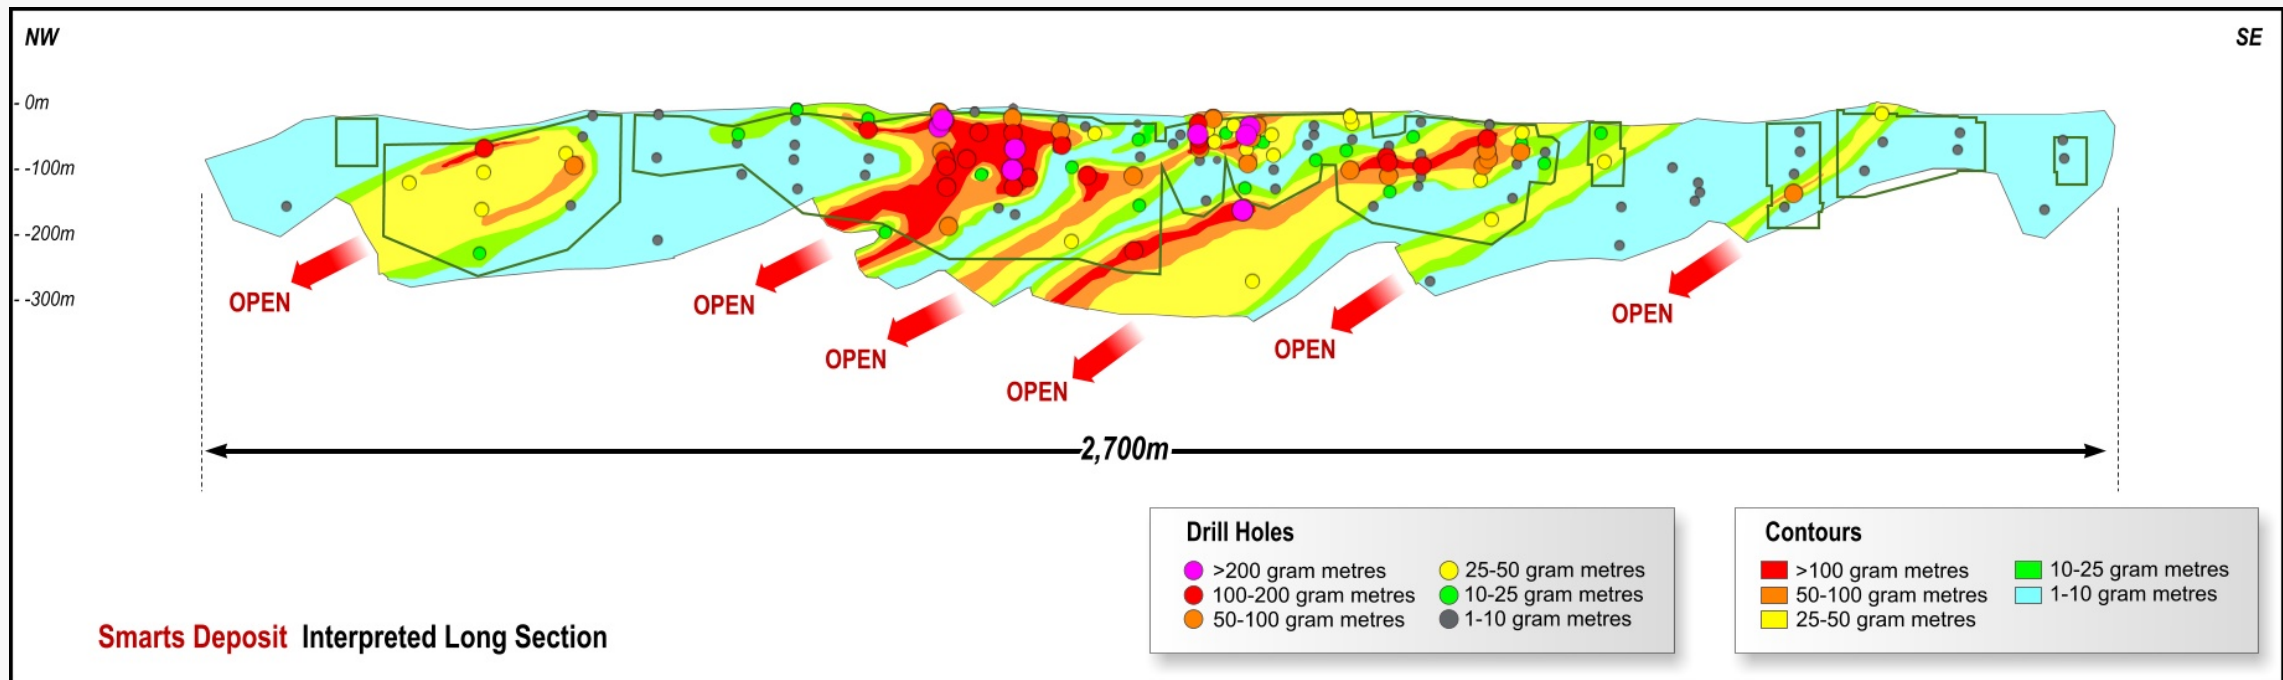 NW
SE
- 0m
- -100m
- -200m
- -300m
OPEN
OPEN
OPEN
OPEN
OPEN
OPEN
2,700m
Drill Holes
>200 gram metres
100-200 gram metres
50-100 gram metres
25-50 gram metres
10-25 gram metres
1-10 gram metres
Contours
>100 gram metres
50-100 gram metres
25-50 gram metres
10-25 gram metres
1-10 gram metres
Smarts Deposit Interpreted Long Section